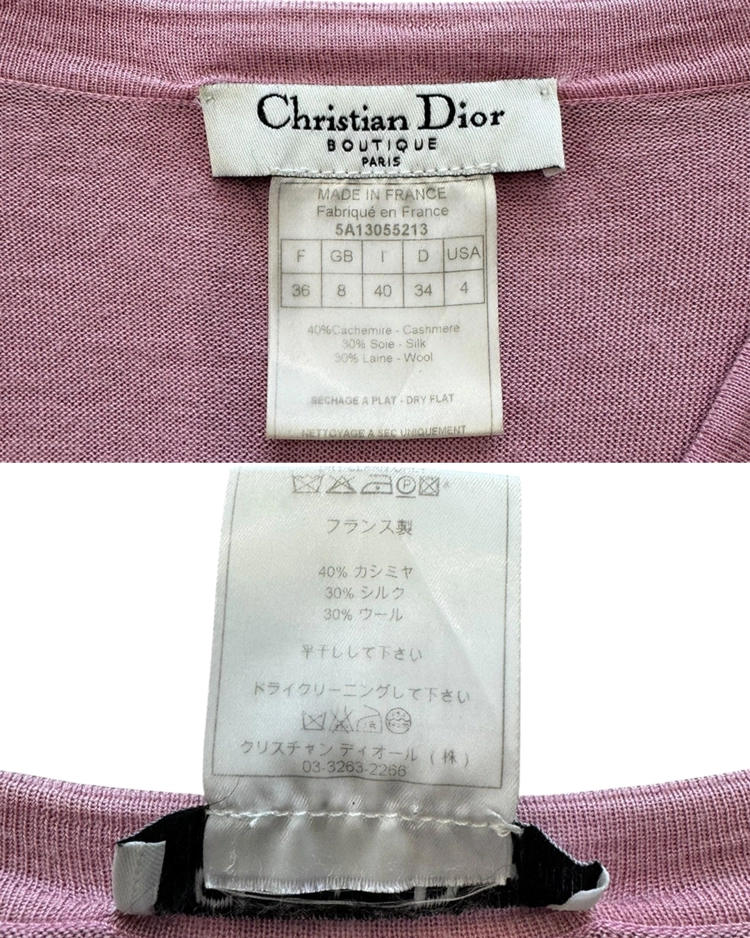 Christian Dior
BOUTIQUE
PARIS
MADE IN FRANCE
Fabriqué en France
5A13055213
F GB I D USA
36 8 40 34 4
40%Cachemire - Cashmere
30% Soie - Silk
30% Laine - Wool
SECHAGE A PLAT - DRY FLAT
NETTOYAGE A SEC UNIQUEMENT
フランス製
40% カシミヤ
30% シルク
30% ウール
平干しして下さい
ドライクリーニングして下さい
クリスチャン ディオール (株)
03-3263-2266